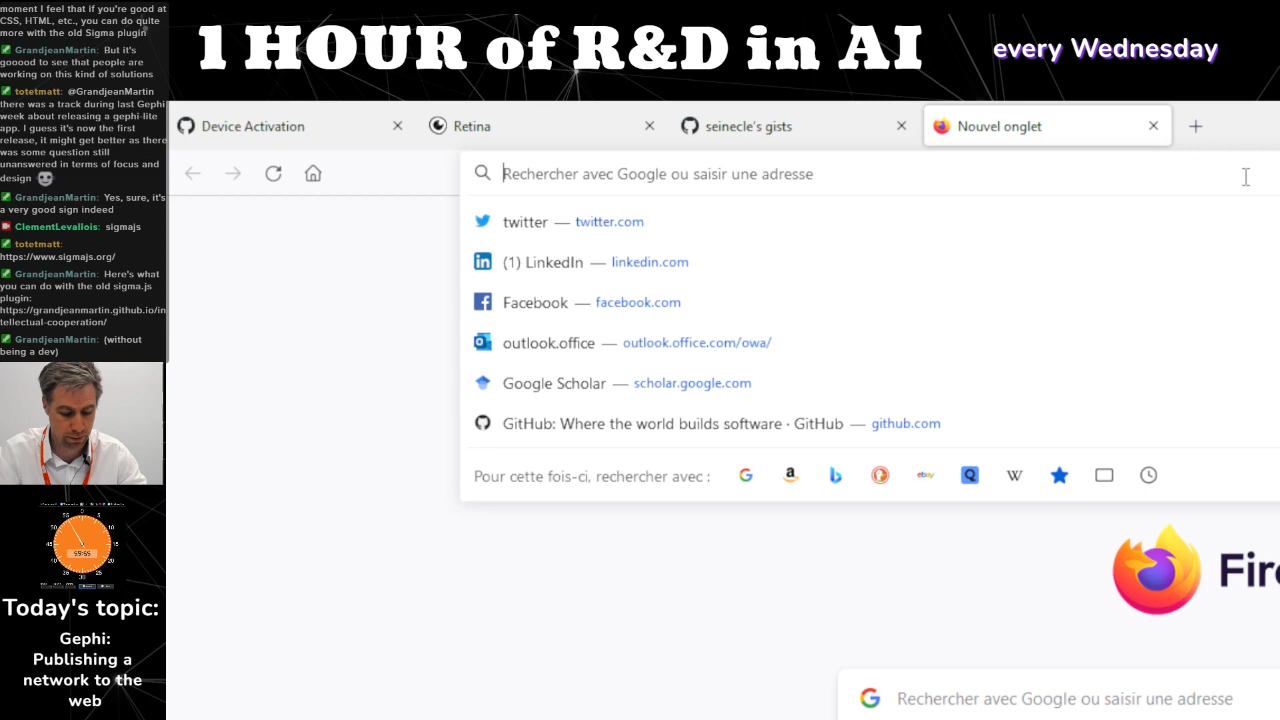 moment I feel that if you're good at
CSS, HTML, etc., you can do quite
more with the old Sigma plugin
GrandjeanMartin: But it's
gooood to see that people are
working on this kind of solutions
totetmatt: @GrandjeanMartin
there was a track during last Gephi
week about releasing a gephi-lite
app. I guess it's now the first
release, it might get better as there
was some question still
unanswered in terms of focus and
design
GrandjeanMartin: Yes, sure, it's
a very good sign indeed
ClementLevallois: sigmajs
totetmatt:
https://www.sigmajs.org/
GrandjeanMartin: Here's what
you can do with the old sigma.js
plugin:
https://grandjeanmartin.github.io/in
tellectual-cooperation/
GrandjeanMartin: (without
being a dev)
1 HOUR of R&D in AI
every Wednesday
Device Activation
Retina
seinecle's gists
Nouvel onglet
Rechercher avec Google ou saisir une adresse
twitter — twitter.com
(1) LinkedIn — linkedin.com
Facebook — facebook.com
outlook.office — outlook.office.com/owa/
Google Scholar — scholar.google.com
GitHub: Where the world builds software · GitHub — github.com
Pour cette fois-ci, rechercher avec :
Fire
Rechercher avec Google ou saisir une adresse
Today's topic:
Gephi:
Publishing a
network to the
web